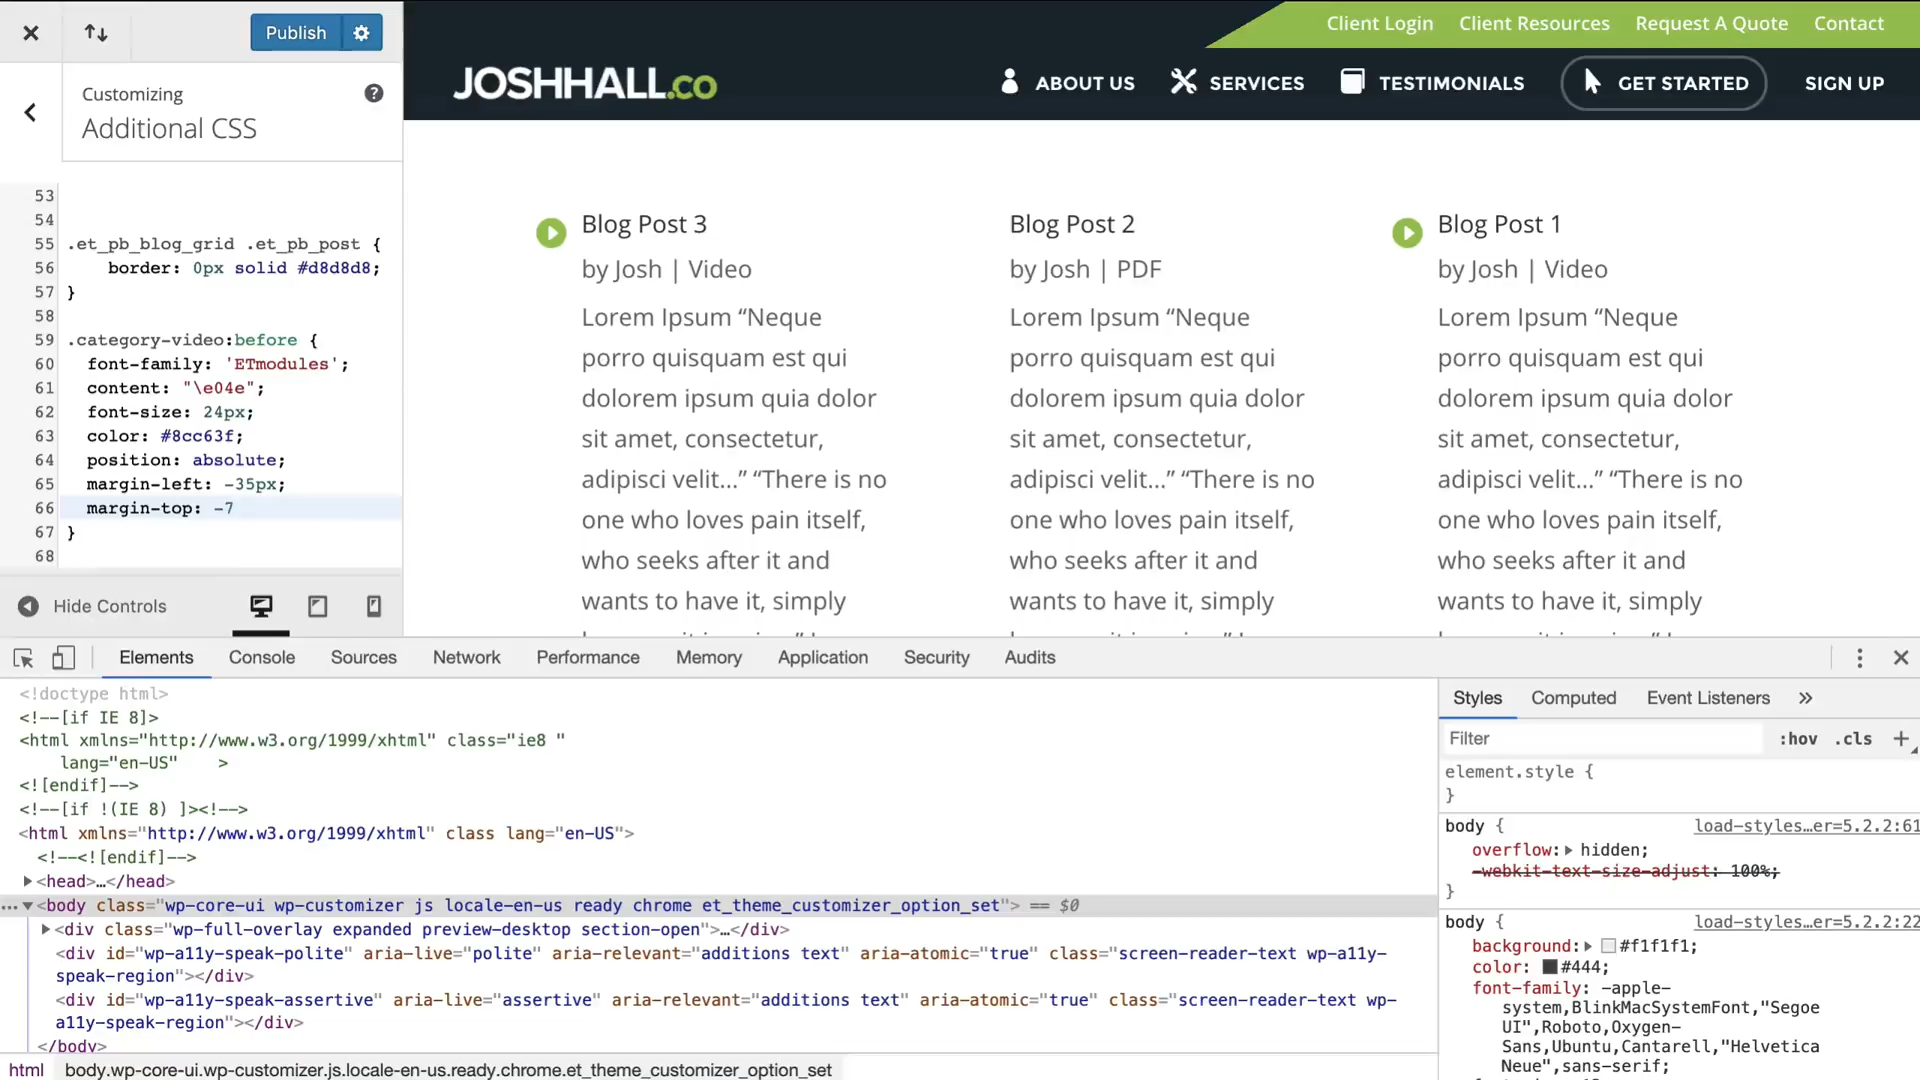 Publish
Client Login Client Resources Request A Quote Contact
JOSHHALL.co
ABOUT US SERVICES TESTIMONIALS GET STARTED SIGN UP
Customizing
Additional CSS
53
54
55 .et_pb_blog_grid .et_pb_post {
56 border: 0px solid #d8d8d8;
57 }
58
59 .category-video:before {
60 font-family: 'ETmodules';
61 content: "\e04e";
62 font-size: 24px;
63 color: #8cc63f;
64 position: absolute;
65 margin-left: -35px;
66 margin-top: -7
67 }
68
Hide Controls
Blog Post 3
by Josh | Video
Lorem Ipsum “Neque
porro quisquam est qui
dolorem ipsum quia dolor
sit amet, consectetur,
adipisci velit…” “There is no
one who loves pain itself,
who seeks after it and
wants to have it, simply
Blog Post 2
by Josh | PDF
Lorem Ipsum “Neque
porro quisquam est qui
dolorem ipsum quia dolor
sit amet, consectetur,
adipisci velit…” “There is no
one who loves pain itself,
who seeks after it and
wants to have it, simply
Blog Post 1
by Josh | Video
Lorem Ipsum “Neque
porro quisquam est qui
dolorem ipsum quia dolor
sit amet, consectetur,
adipisci velit…” “There is no
one who loves pain itself,
who seeks after it and
wants to have it, simply
Elements Console Sources Network Performance Memory Application Security Audits
<!doctype html>
<!--[if IE 8]>
<html xmlns="http://www.w3.org/1999/xhtml" class="ie8 "
lang="en-US" >
<![endif]-->
<!--[if !(IE 8) ]><!-->
<html xmlns="http://www.w3.org/1999/xhtml" class lang="en-US">
<!--<![endif]-->
<head>…</head>
<body class="wp-core-ui wp-customizer js locale-en-us ready chrome et_theme_customizer_option_set"> == $0
<div class="wp-full-overlay expanded preview-desktop section-open">…</div>
<div id="wp-a11y-speak-polite" aria-live="polite" aria-relevant="additions text" aria-atomic="true" class="screen-reader-text wp-a11y-
speak-region"></div>
<div id="wp-a11y-speak-assertive" aria-live="assertive" aria-relevant="additions text" aria-atomic="true" class="screen-reader-text wp-
a11y-speak-region"></div>
</body>
html body.wp-core-ui.wp-customizer.js.locale-en-us.ready.chrome.et_theme_customizer_option_set
Styles Computed Event Listeners »
Filter :hov .cls +
element.style {
}
body { load-styles…er=5.2.2:61
overflow: hidden;
-webkit-text-size-adjust: 100%;
}
body { load-styles…er=5.2.2:22
background: #f1f1f1;
color: #444;
font-family: -apple-
system,BlinkMacSystemFont,"Segoe
UI",Roboto,Oxygen-
Sans,Ubuntu,Cantarell,"Helvetica
Neue",sans-serif;